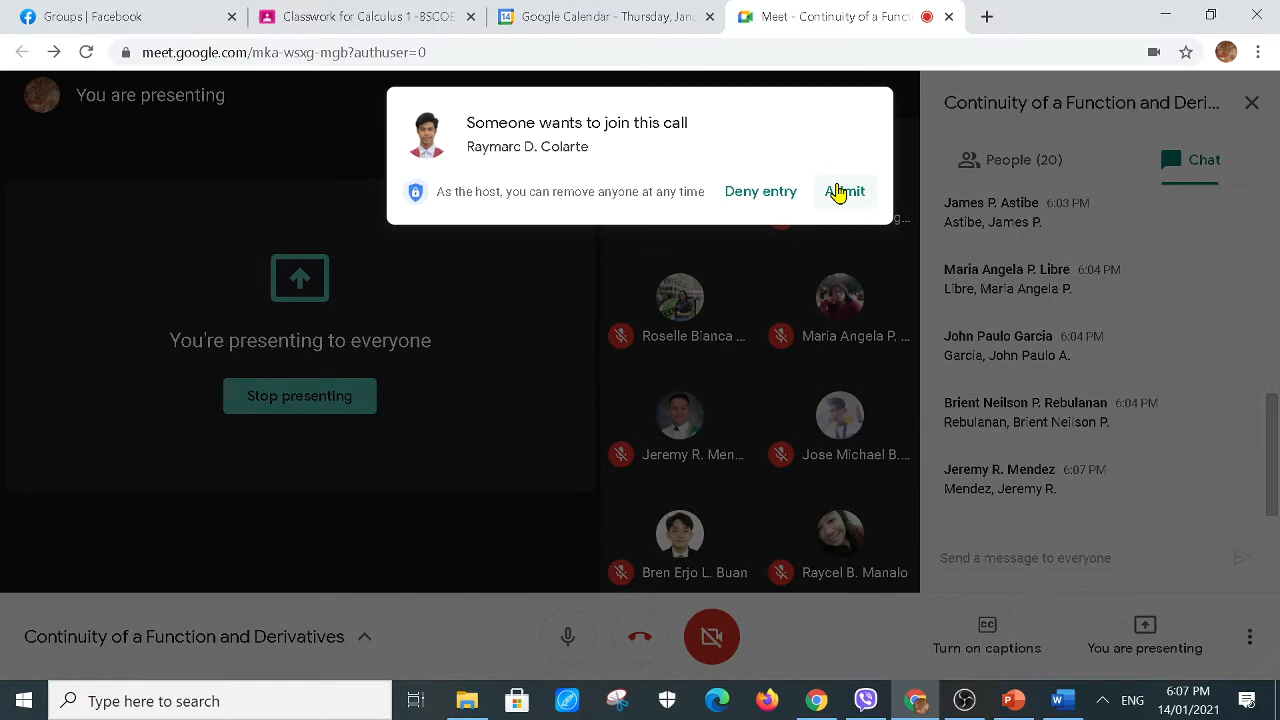 Groups | Facebook
Classwork for Calculus 1 -BSCOE
Google Calendar - Thursday, Jan
Meet - Continuity of a Functi
meet.google.com/mka-wsxg-mgb?authuser=0
You are presenting
Someone wants to join this call
Raymarc D. Colarte
As the host, you can remove anyone at any time
Deny entry
Admit
You're presenting to everyone
Stop presenting
Roselle Bianca ...
Maria Angela P. ...
Jeremy R. Men...
Jose Michael B....
Bren Erjo L. Buan
Raycel B. Manalo
Continuity of a Function and Deri...
People (20)
Chat
James P. Astibe 6:03 PM
Astibe, James P.
Maria Angela P. Libre 6:04 PM
Libre, Maria Angela P.
John Paulo Garcia 6:04 PM
Garcia, John Paulo A.
Brient Neilson P. Rebulanan 6:04 PM
Rebulanan, Brient Neilson P.
Jeremy R. Mendez 6:07 PM
Mendez, Jeremy R.
Send a message to everyone
Continuity of a Function and Derivatives
CC
Turn on captions
You are presenting
Type here to search
ENG
6:07 PM
14/01/2021